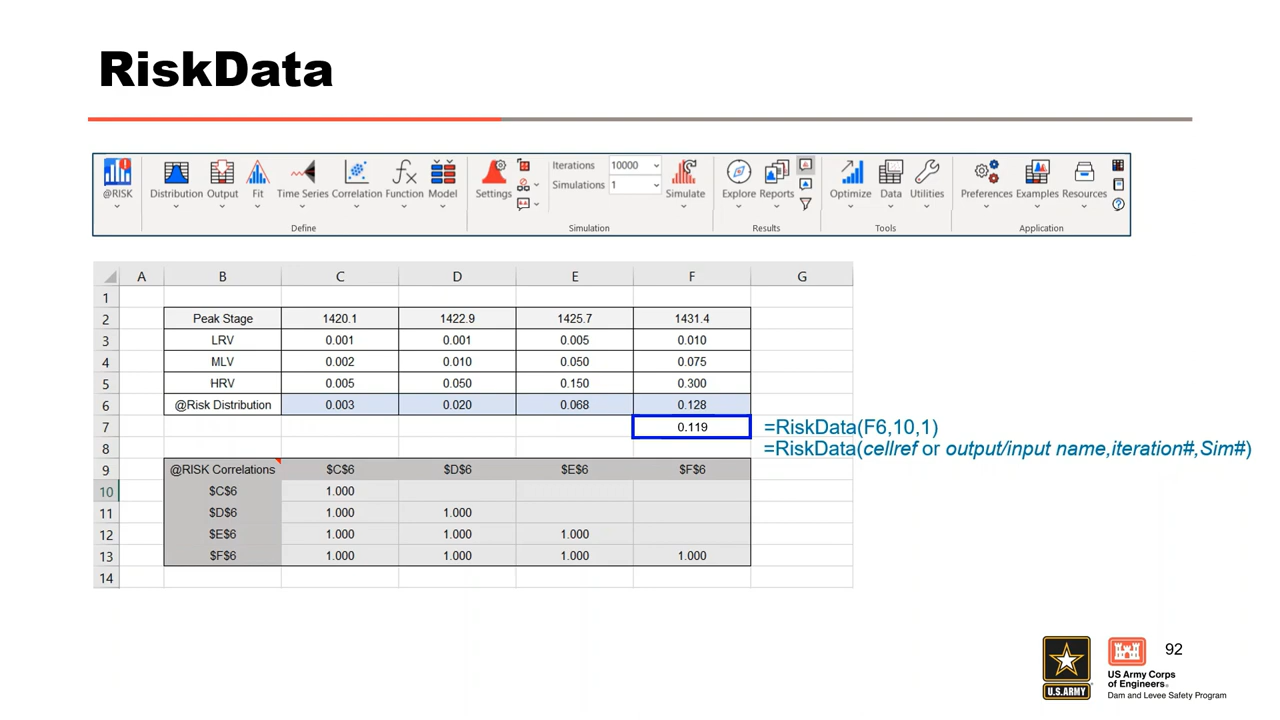 RiskData
@RISK
Distribution Output Fit Time Series Correlation Function Model
Define
Settings
Iterations 10000
Simulations 1
Simulate
Simulation
Explore Reports
Results
Optimize Data Utilities
Tools
Preferences Examples Resources
Application
A B C D E F G
1
2 Peak Stage 1420.1 1422.9 1425.7 1431.4
3 LRV 0.001 0.001 0.005 0.010
4 MLV 0.002 0.010 0.050 0.075
5 HRV 0.005 0.050 0.150 0.300
6 @Risk Distribution 0.003 0.020 0.068 0.128
7 0.119 =RiskData(F6,10,1)
8 =RiskData(cellref or output/input name,iteration#,Sim#)
9 @RISK Correlations $C$6 $D$6 $E$6 $F$6
10 $C$6 1.000
11 $D$6 1.000 1.000
12 $E$6 1.000 1.000 1.000
13 $F$6 1.000 1.000 1.000 1.000
14
U.S.ARMY
US Army Corps
of Engineers®
Dam and Levee Safety Program
92